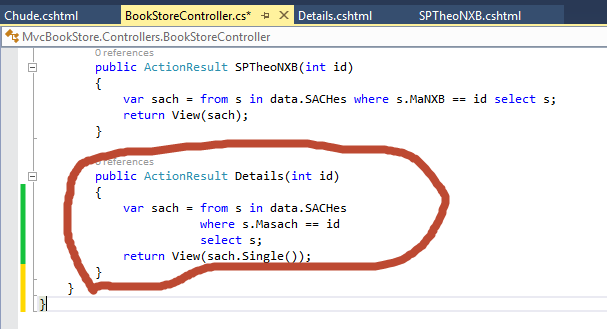 Chude.cshtml BookStoreController.cs* Details.cshtml SPTheoNXB.cshtml
MvcBookStore.Controllers.BookStoreController
0 references
public ActionResult SPTheoNXB(int id)
{
var sach = from s in data.SACHes where s.MaNXB == id select s;
return View(sach);
}
0 references
public ActionResult Details(int id)
{
var sach = from s in data.SACHes
where s.Masach == id
select s;
return View(sach.Single());
}
}
}